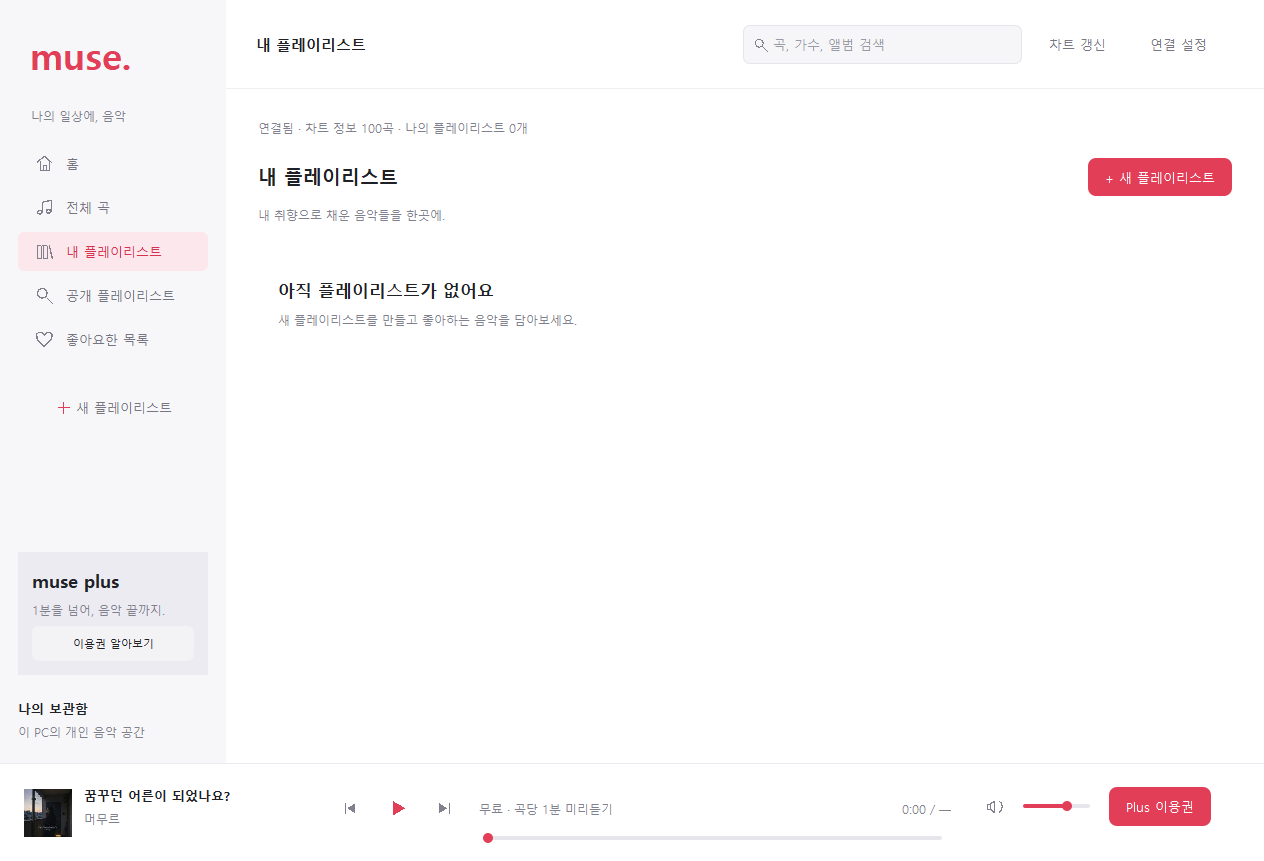 muse.
나의 일상에, 음악
홈
전체 곡
내 플레이리스트
공개 플레이리스트
좋아요한 목록
+ 새 플레이리스트
muse plus
1분을 넘어, 음악 끝까지.
이용권 알아보기
나의 보관함
이 PC의 개인 음악 공간
내 플레이리스트
곡, 가수, 앨범 검색
차트 갱신
연결 설정
연결됨 · 차트 정보 100곡 · 나의 플레이리스트 0개
내 플레이리스트
+ 새 플레이리스트
내 취향으로 채운 음악들을 한곳에.
아직 플레이리스트가 없어요
새 플레이리스트를 만들고 좋아하는 음악을 담아보세요.
꿈꾸던 어른이 되었나요?
머무르
무료 · 곡당 1분 미리듣기
0:00 / —
Plus 이용권